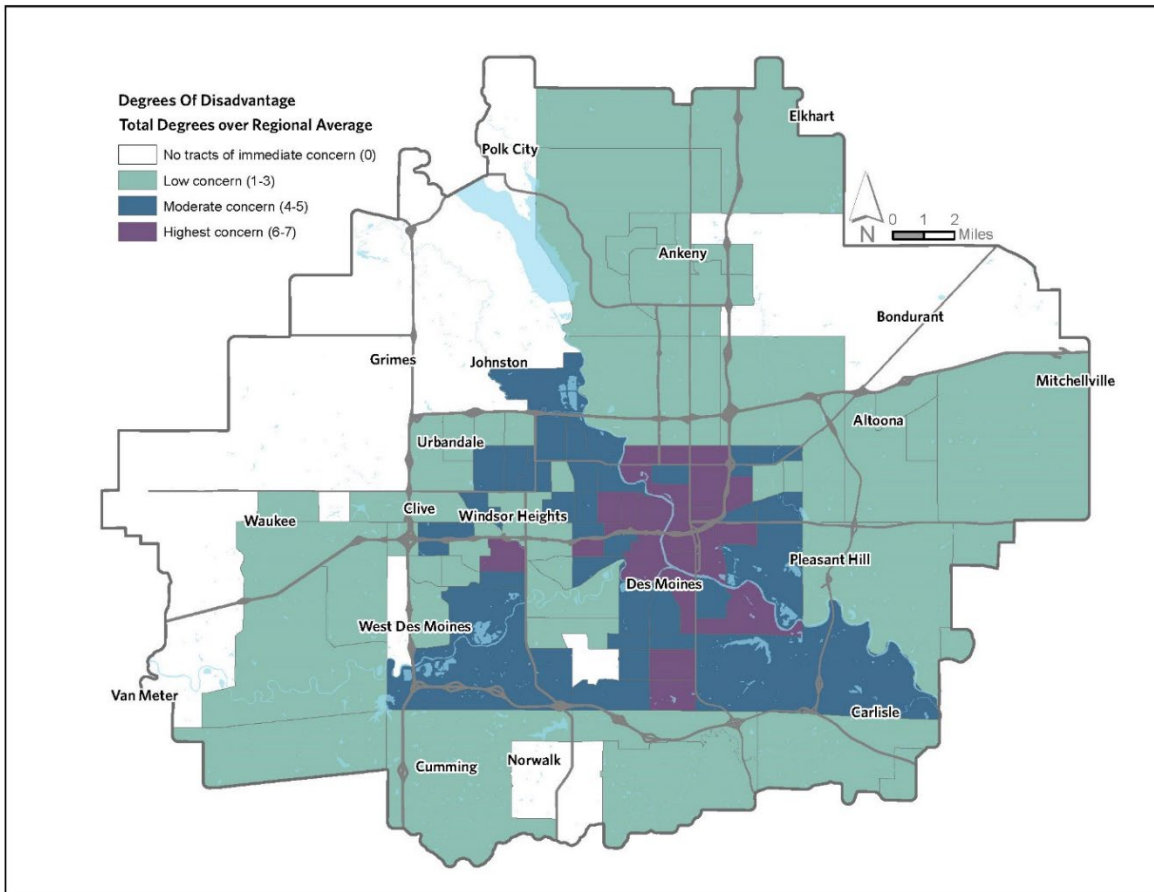 Degrees Of Disadvantage
Total Degrees over Regional Average
No tracts of immediate concern (0)
Low concern (1-3)
Moderate concern (4-5)
Highest concern (6-7)
Elkhart
Polk City
0 1 2
N Miles
Ankeny
Bondurant
Grimes
Johnston
Mitchellville
Altoona
Urbandale
Clive
Windsor Heights
Waukee
Pleasant Hill
Des Moines
West Des Moines
Van Meter
Carlisle
Norwalk
Cumming